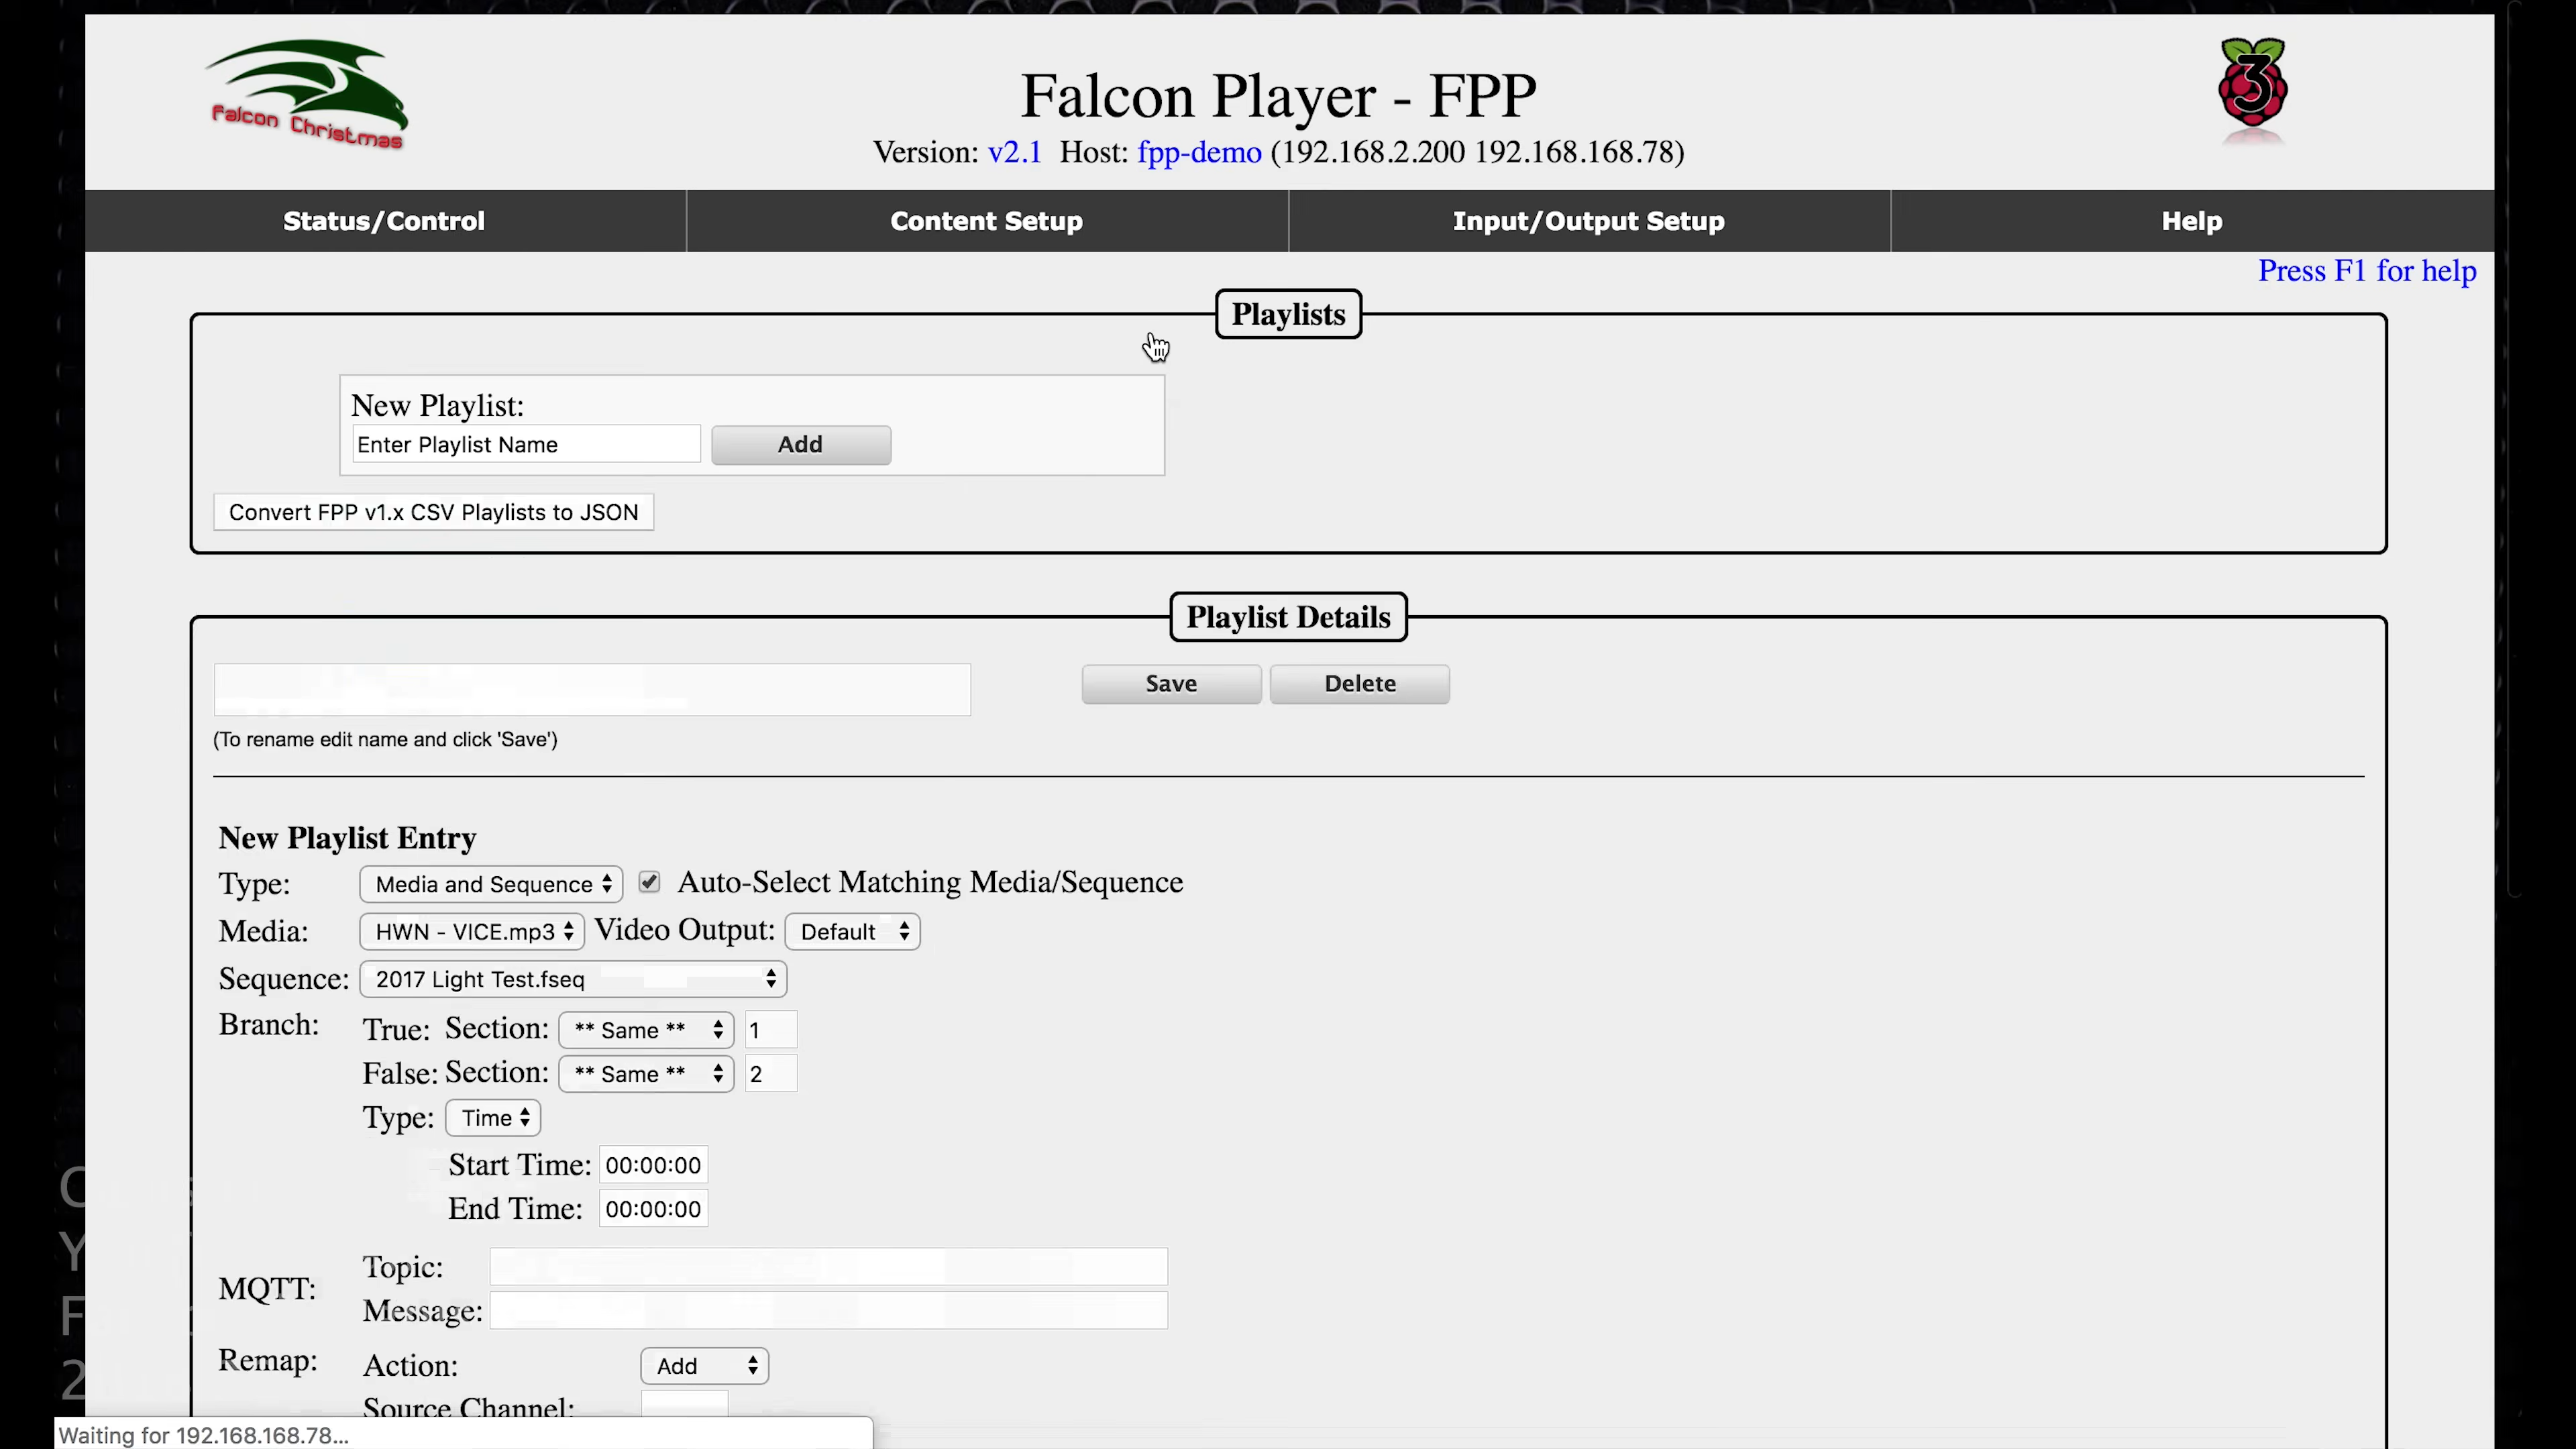 Falcon Christmas
Falcon Player - FPP
3
Version: v2.1 Host: fpp-demo (192.168.2.200 192.168.168.78)
Status/Control Content Setup Input/Output Setup Help
Press F1 for help
Playlists
New Playlist:
Enter Playlist Name Add
Convert FPP v1.x CSV Playlists to JSON
Playlist Details
Save Delete
(To rename edit name and click 'Save')
New Playlist Entry
Type: Media and Sequence Auto-Select Matching Media/Sequence
Media: HWN - VICE.mp3 Video Output: Default
Sequence: 2017 Light Test.fseq
Branch: True: Section: ** Same ** 1
False: Section: ** Same ** 2
Type: Time
Start Time: 00:00:00
End Time: 00:00:00
MQTT: Topic:
Message:
Remap: Action: Add
Source Channel:
Waiting for 192.168.168.78...